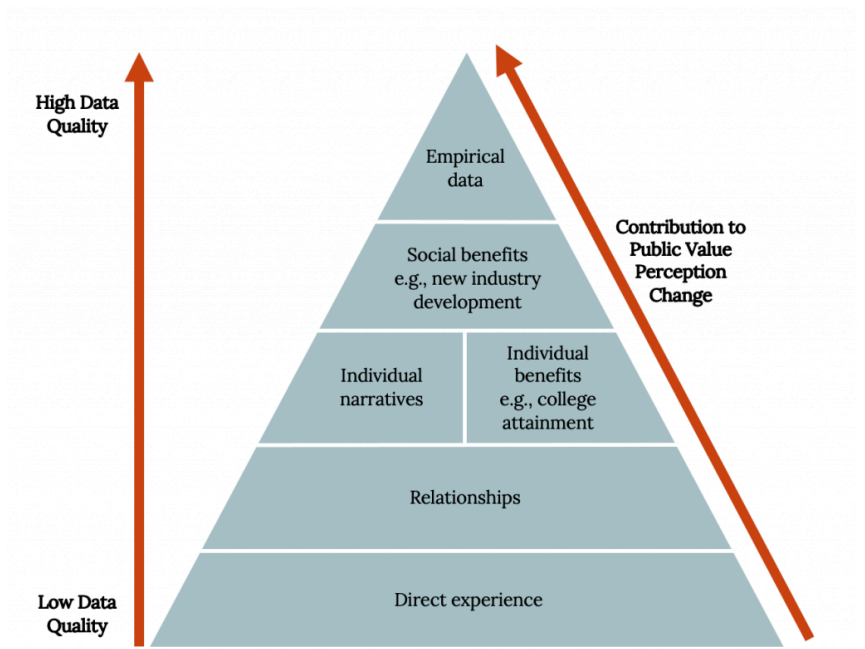 High Data
Quality
Empirical
data
Contribution to
Public Value
Perception
Change
Social benefits
e.g., new industry
development
Individual
narratives
Individual
benefits
e.g., college
attainment
Relationships
Low Data
Quality
Direct experience